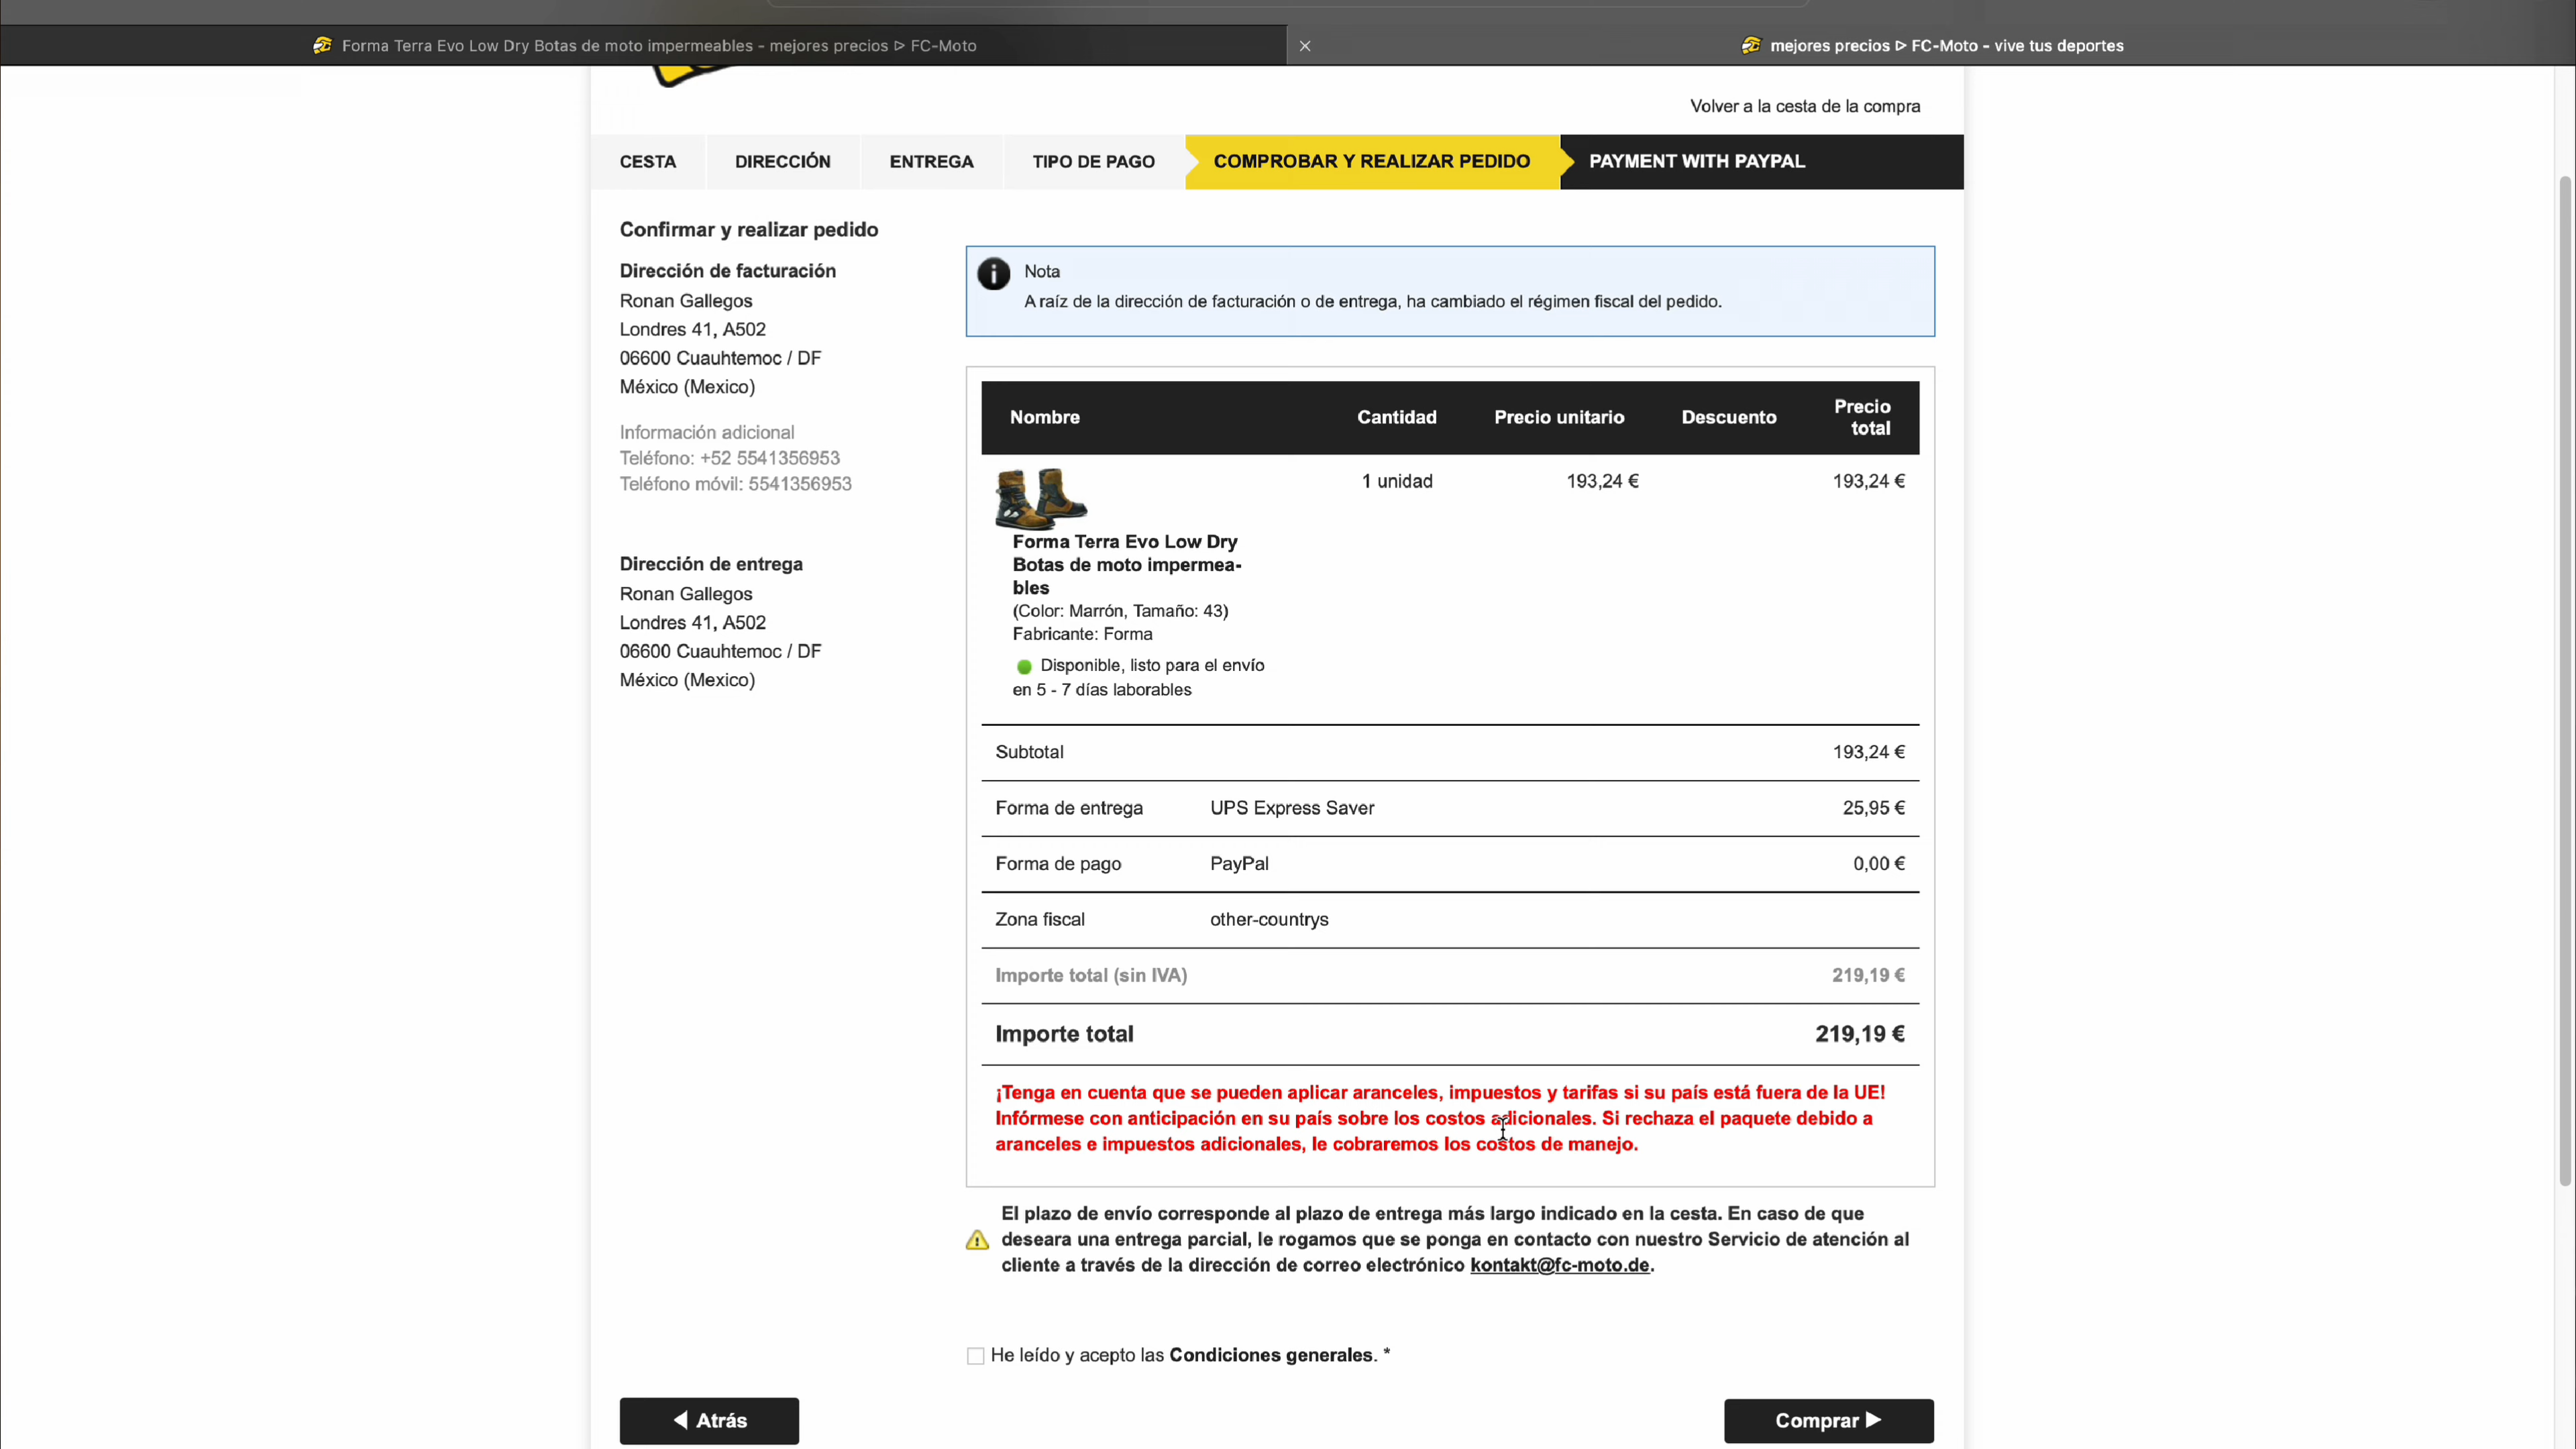 Forma Terra Evo Low Dry Botas de moto impermeables - mejores precios ᐅ FC-Moto
mejores precios ᐅ FC-Moto - vive tus deportes
Volver a la cesta de la compra
CESTA
DIRECCIÓN
ENTREGA
TIPO DE PAGO
COMPROBAR Y REALIZAR PEDIDO
PAYMENT WITH PAYPAL
Confirmar y realizar pedido
Dirección de facturación
Ronan Gallegos
Londres 41, A502
06600 Cuauhtemoc / DF
México (Mexico)
Información adicional
Teléfono: +52 5541356953
Teléfono móvil: 5541356953
Dirección de entrega
Ronan Gallegos
Londres 41, A502
06600 Cuauhtemoc / DF
México (Mexico)
Nota
A raíz de la dirección de facturación o de entrega, ha cambiado el régimen fiscal del pedido.
Nombre Cantidad Precio unitario Descuento Precio
total
1 unidad 193,24 € 193,24 €
Forma Terra Evo Low Dry
Botas de moto impermea-
bles
(Color: Marrón, Tamaño: 43)
Fabricante: Forma
Disponible, listo para el envío
en 5 - 7 días laborables
Subtotal 193,24 €
Forma de entrega UPS Express Saver 25,95 €
Forma de pago PayPal 0,00 €
Zona fiscal other-countrys
Importe total (sin IVA) 219,19 €
Importe total 219,19 €
¡Tenga en cuenta que se pueden aplicar aranceles, impuestos y tarifas si su país está fuera de la UE!
Infórmese con anticipación en su país sobre los costos adicionales. Si rechaza el paquete debido a
aranceles e impuestos adicionales, le cobraremos los costos de manejo.
El plazo de envío corresponde al plazo de entrega más largo indicado en la cesta. En caso de que
deseara una entrega parcial, le rogamos que se ponga en contacto con nuestro Servicio de atención al
cliente a través de la dirección de correo electrónico kontakt@fc-moto.de.
He leído y acepto las Condiciones generales. *
Atrás
Comprar